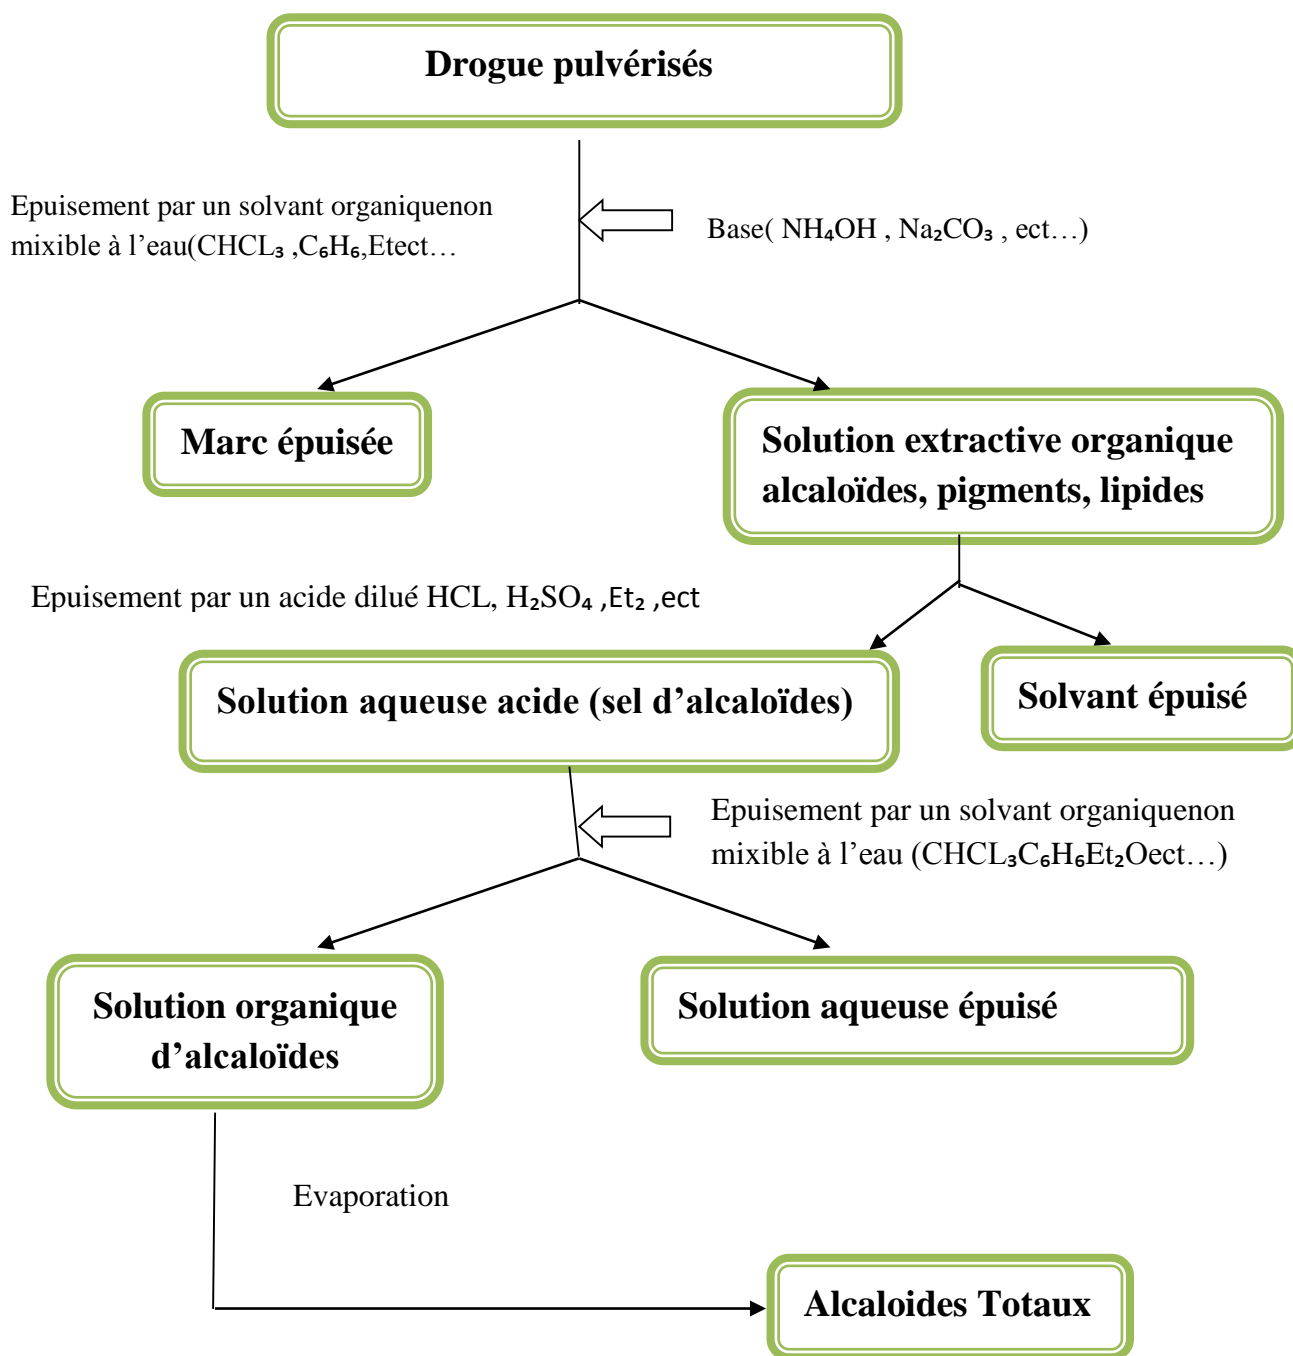 Drogue pulvérisés
Epuisement par un solvant organiquenon
mixible à l’eau(CHCL₃ ,C₆H₆,Etect…
Base( NH₄OH , Na₂CO₃ , ect…)
Marc épuisée
Solution extractive organique
alcaloïdes, pigments, lipides
Epuisement par un acide dilué HCL, H₂SO₄ ,Et₂ ,ect
Solution aqueuse acide (sel d’alcaloïdes)
Solvant épuisé
Epuisement par un solvant organiquenon
mixible à l’eau (CHCL₃C₆H₆Et₂Oect…)
Solution organique
d’alcaloïdes
Solution aqueuse épuisé
Evaporation
Alcaloides Totaux